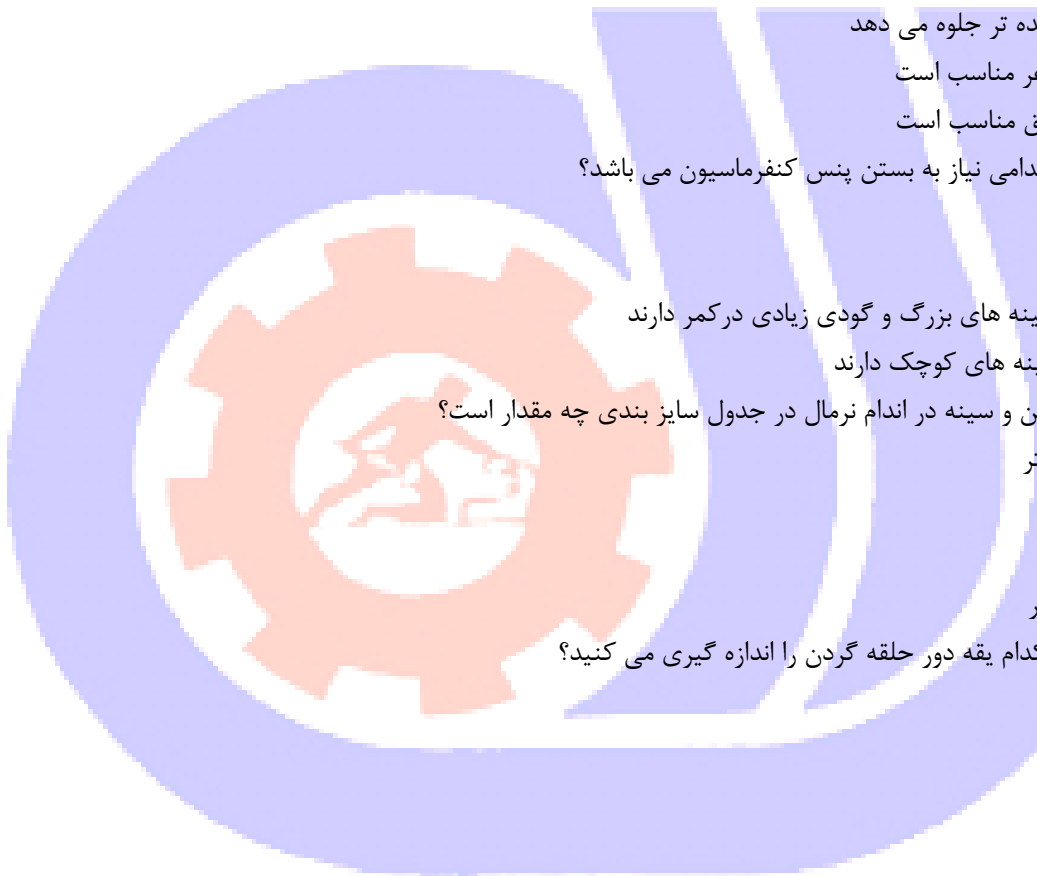 ده تر جلوه می دهد
مناسب است
ق مناسب است
دامی نیاز به بستن پنس کنفرماسیون می باشد؟
ینه های بزرگ و گودی زیادی درکمر دارند
ینه های کوچک دارند
ن و سینه در اندام نرمال در جدول سایز بندی چه مقدار است؟
تر
ر
کدام یقه دور حلقه گردن را اندازه گیری می کنید؟